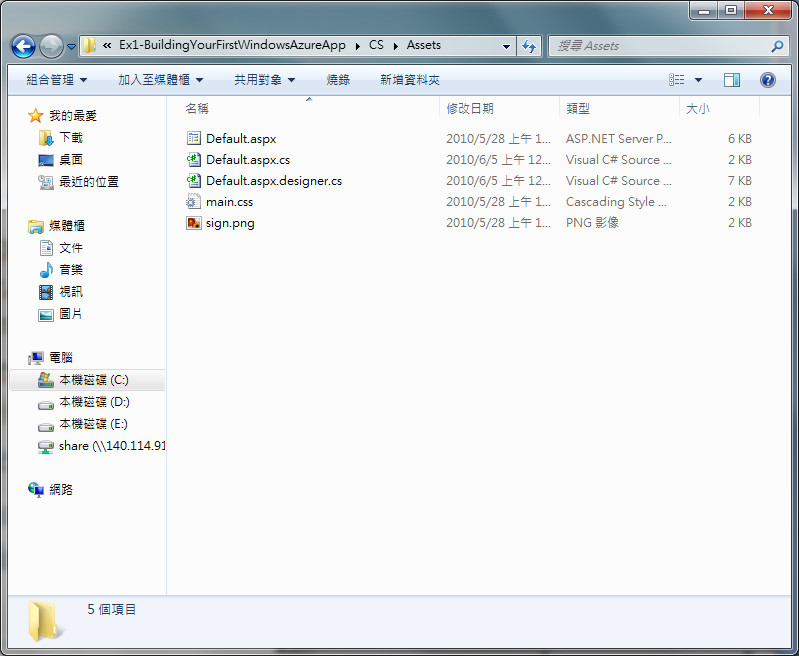 « Ex1-BuildingYourFirstWindowsAzureApp CS Assets 搜尋 Assets
組合管理 加入至媒體櫃 共用對象 燒錄 新增資料夾
我的最愛
下載
桌面
最近的位置
媒體櫃
文件
音樂
視訊
圖片
電腦
本機磁碟 (C:)
本機磁碟 (D:)
本機磁碟 (E:)
share (\\140.114.91
網路
名稱 修改日期 類型 大小
Default.aspx 2010/5/28 上午 1... ASP.NET Server P... 6 KB
Default.aspx.cs 2010/6/5 上午 12... Visual C# Source ... 2 KB
Default.aspx.designer.cs 2010/6/5 上午 12... Visual C# Source ... 7 KB
main.css 2010/5/28 上午 1... Cascading Style ... 2 KB
sign.png 2010/5/28 上午 1... PNG 影像 2 KB
5 個項目